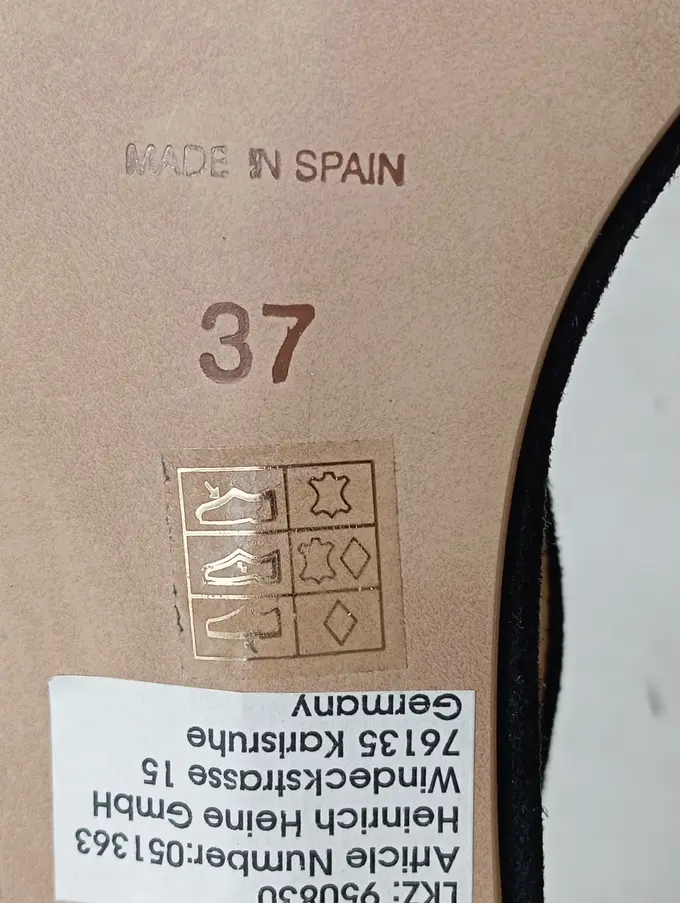 MADE IN SPAIN
37
LKZ: 950830
Article Number:051363
Heinrich Heine GmbH
Windeckstrasse 15
76135 Karlsruhe
Germany